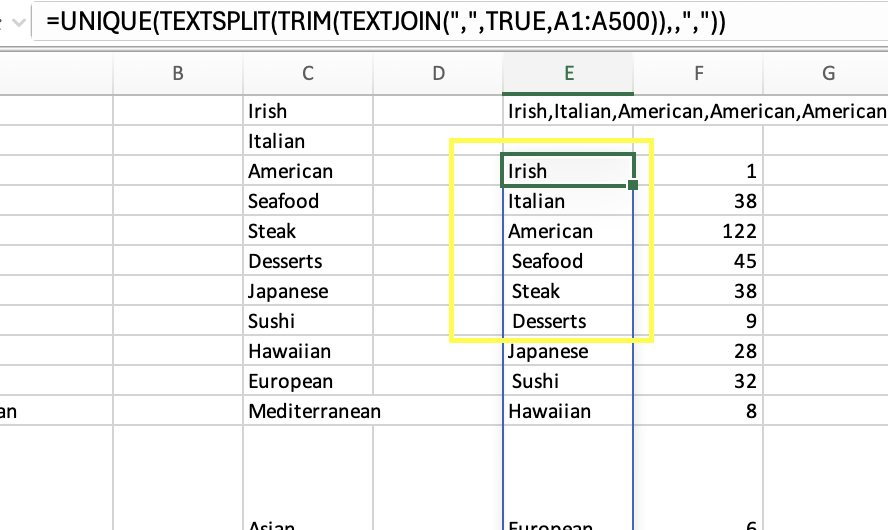 =UNIQUE(TEXTSPLIT(TRIM(TEXTJOIN(",",TRUE,A1:A500)),,","))
B C D E F G
Irish Irish,Italian,American,American,American
Italian
American Irish 1
Seafood Italian 38
Steak American 122
Desserts Seafood 45
Japanese Steak 38
Sushi Desserts 9
Hawaiian Japanese 28
European Sushi 32
an Mediterranean Hawaiian 8
Asian European 6